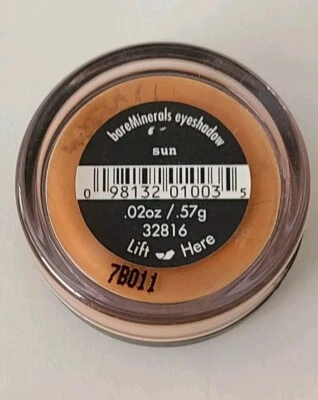 bareMinerals eyeshadow
sun
0 98132 01003 5
.02oz / .57g
32816
Lift Here
7B011